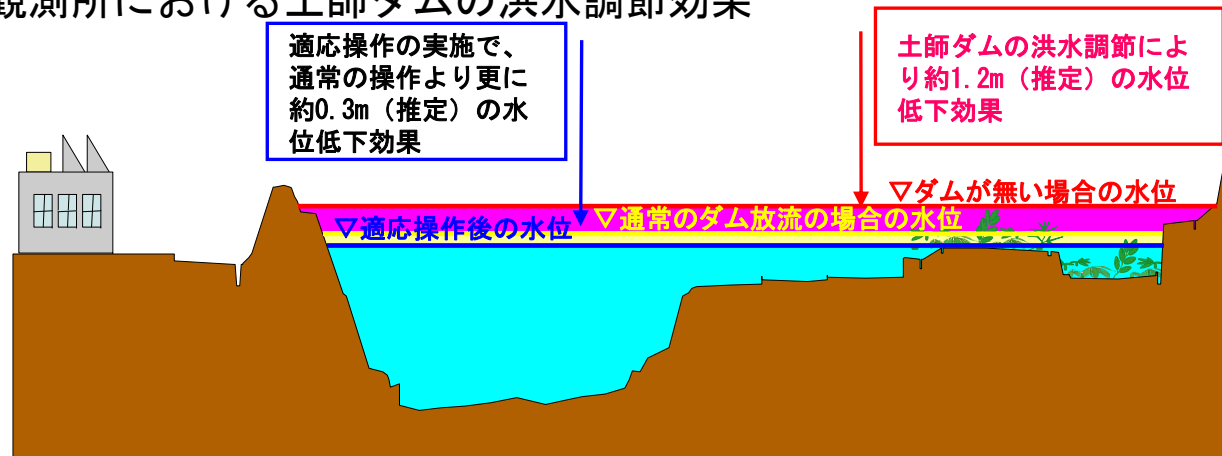 観測所における土師ダムの洪水調節効果
適応操作の実施で、
通常の操作より更に
約0.3m（推定）の水
位低下効果
土師ダムの洪水調節によ
り約1.2m（推定）の水位
低下効果
▽ダムが無い場合の水位
▽通常のダム放流の場合の水位
▽適応操作後の水位